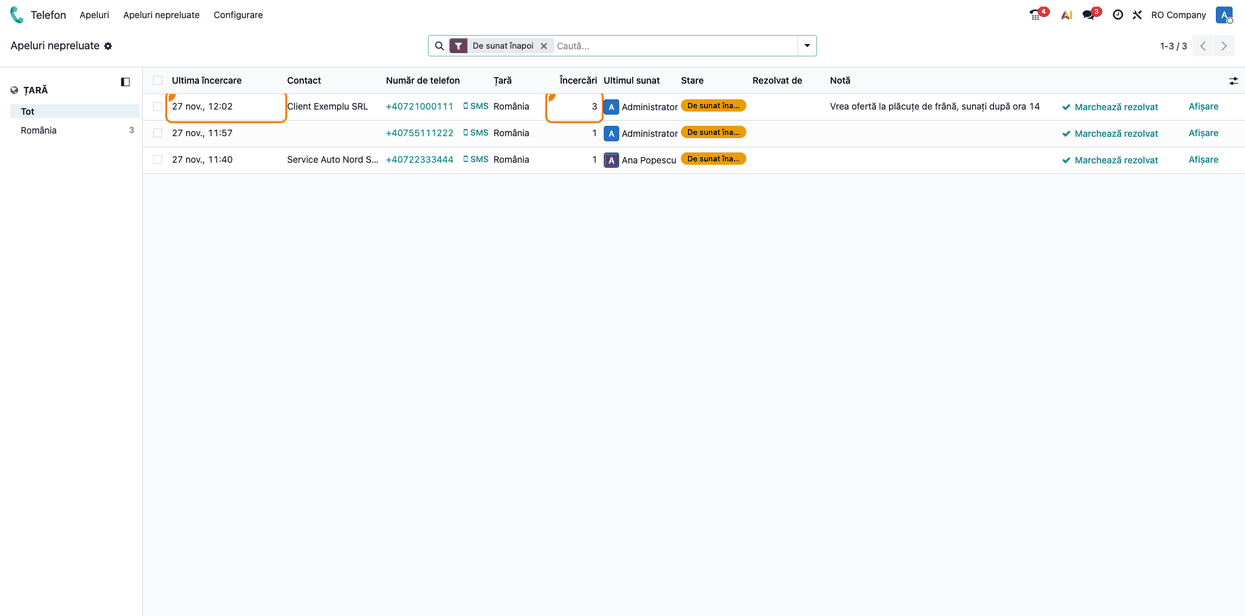 Telefon Apeluri Apeluri nepreluate Configurare 4 AI 3 RO Company A
Apeluri nepreluate De sunat înapoi Caută... 1-3 / 3
ȚARĂ
Tot
România 3
Ultima încercare Contact Număr de telefon Țară Încercări Ultimul sunat Stare Rezolvat de Notă
27 nov., 12:02 Client Exemplu SRL +40721000111 SMS România 3 A Administrator De sunat îna... Vrea ofertă la plăcuțe de frână, sunați după ora 14 Marchează rezolvat Afișare
27 nov., 11:57 +40755111222 SMS România 1 A Administrator De sunat îna... Marchează rezolvat Afișare
27 nov., 11:40 Service Auto Nord S... +40722333444 SMS România 1 A Ana Popescu De sunat îna... Marchează rezolvat Afișare